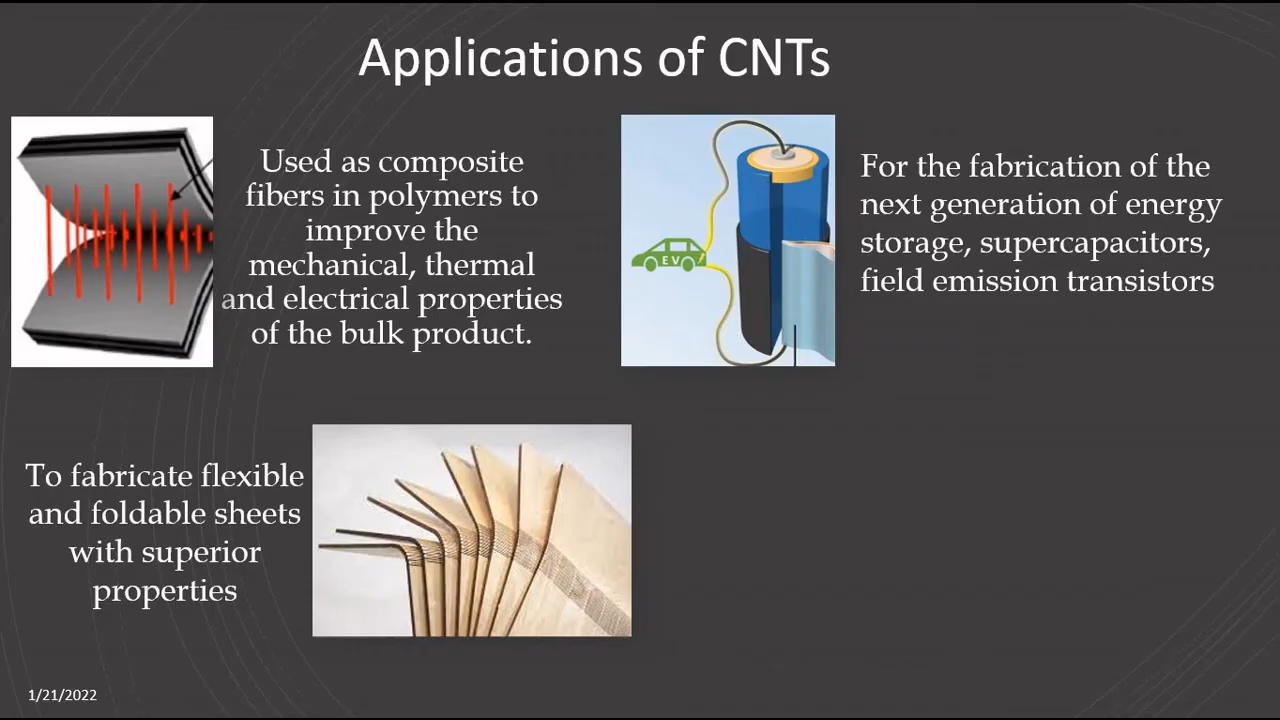 Applications of CNTs
Used as composite
fibers in polymers to
improve the
mechanical, thermal
and electrical properties
of the bulk product.
EV
For the fabrication of the
next generation of energy
storage, supercapacitors,
field emission transistors
To fabricate flexible
and foldable sheets
with superior
properties
1/21/2022